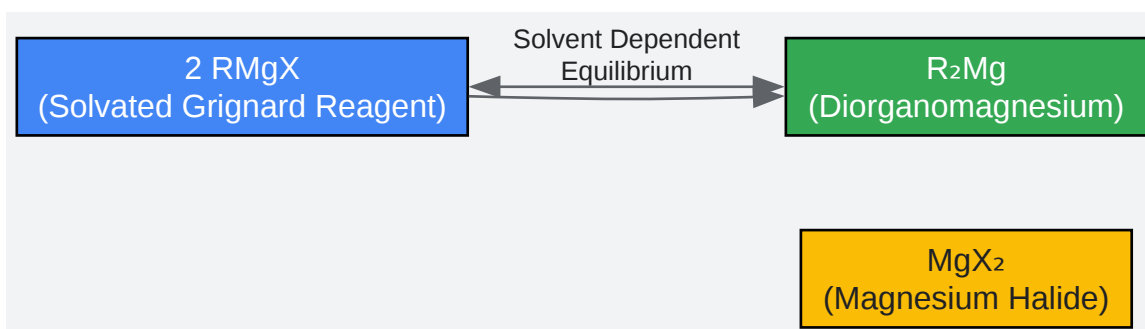 2 RMgX
(Solvated Grignard Reagent)
Solvent Dependent
Equilibrium
R₂Mg
(Diorganomagnesium)
MgX₂
(Magnesium Halide)